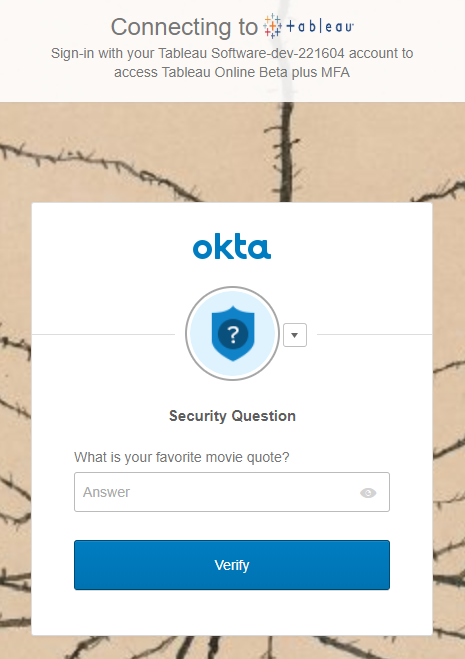 Connecting to tableau
Sign-in with your Tableau Software-dev-221604 account to
access Tableau Online Beta plus MFA
okta
?
Security Question
What is your favorite movie quote?
Answer
Verify